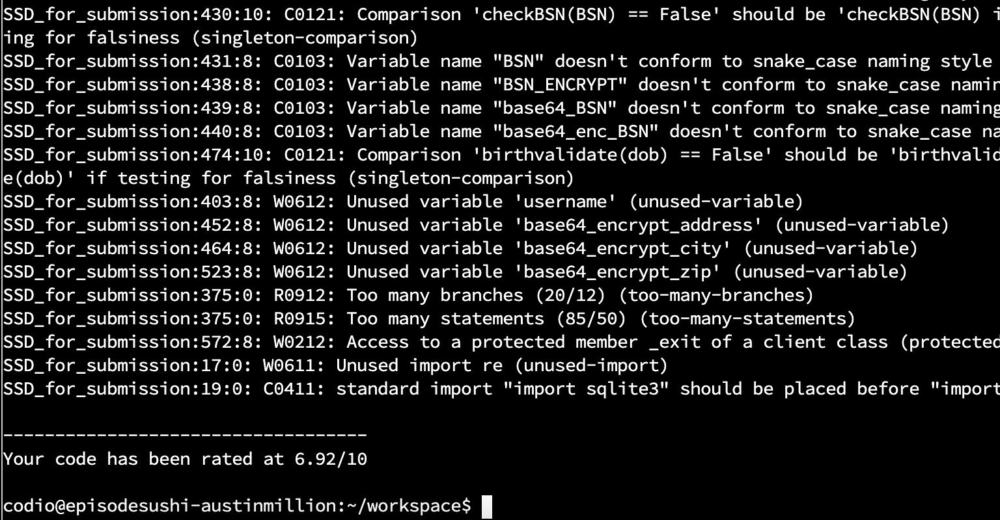 SSD_for_submission:430:10: C0121: Comparison 'checkBSN(BSN) == False' should be 'checkBSN(BSN)
ing for falsiness (singleton-comparison)
SSD_for_submission:431:8: C0103: Variable name "BSN" doesn't conform to snake_case naming style
SSD_for_submission:438:8: C0103: Variable name "BSN_ENCRYPT" doesn't conform to snake_case namin
SSD_for_submission:439:8: C0103: Variable name "base64_BSN" doesn't conform to snake_case naming
SSD_for_submission:440:8: C0103: Variable name "base64_enc_BSN" doesn't conform to snake_case na
SSD_for_submission:474:10: C0121: Comparison 'birthvalidate(dob) == False' should be 'birthvalid
e(dob)' if testing for falsiness (singleton-comparison)
SSD_for_submission:403:8: W0612: Unused variable 'username' (unused-variable)
SSD_for_submission:452:8: W0612: Unused variable 'base64_encrypt_address' (unused-variable)
SSD_for_submission:464:8: W0612: Unused variable 'base64_encrypt_city' (unused-variable)
SSD_for_submission:523:8: W0612: Unused variable 'base64_encrypt_zip' (unused-variable)
SSD_for_submission:375:0: R0912: Too many branches (20/12) (too-many-branches)
SSD_for_submission:375:0: R0915: Too many statements (85/50) (too-many-statements)
SSD_for_submission:572:8: W0212: Access to a protected member _exit of a client class (protected
SSD_for_submission:17:0: W0611: Unused import re (unused-import)
SSD_for_submission:19:0: C0411: standard import "import sqlite3" should be placed before "import
-----------------------------------
Your code has been rated at 6.92/10
codio@episodesushi-austinmillion:~/workspace$